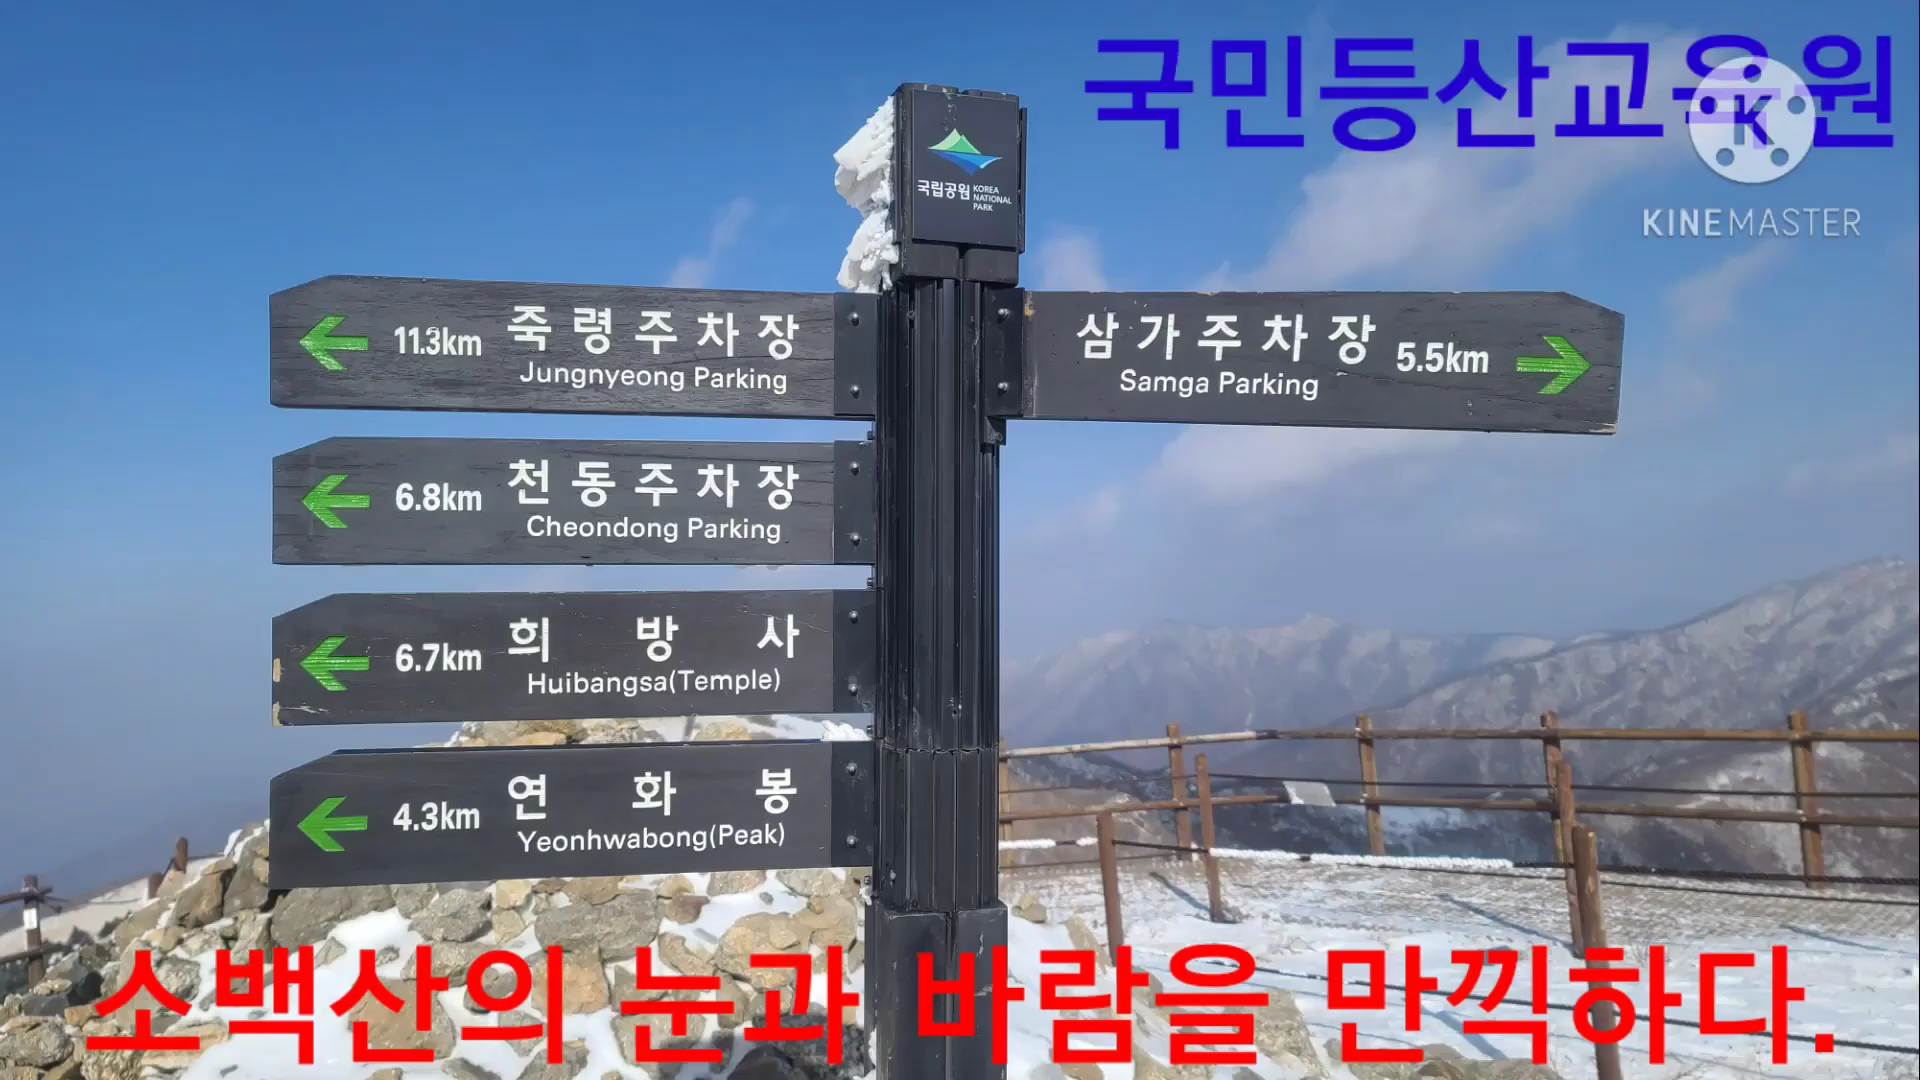 국민등산교육원
K
KINEMASTER
국립공원 KOREA
NATIONAL
PARK
11.3km 죽령주차장
Jungnyeong Parking
삼가주차장 5.5km
Samga Parking
6.8km 천동주차장
Cheondong Parking
6.7km 희방사
Huibangsa(Temple)
4.3km 연화봉
Yeonhwabong(Peak)
소백산의 눈과 바람을 만끽하다.